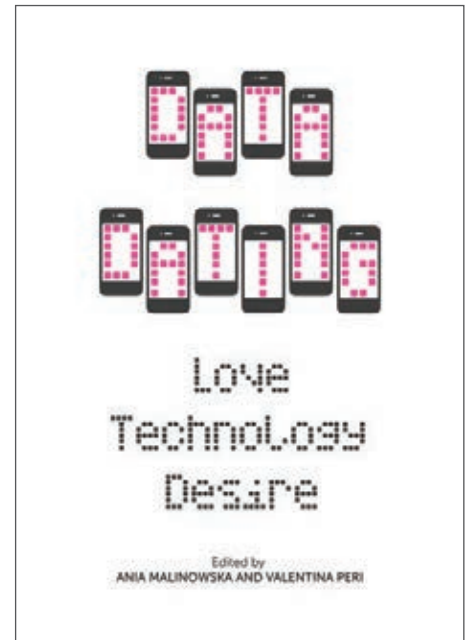 DATA
DATING
Love
Technology
Desire
Edited by
ANIA MALINOWSKA AND VALENTINA PERI